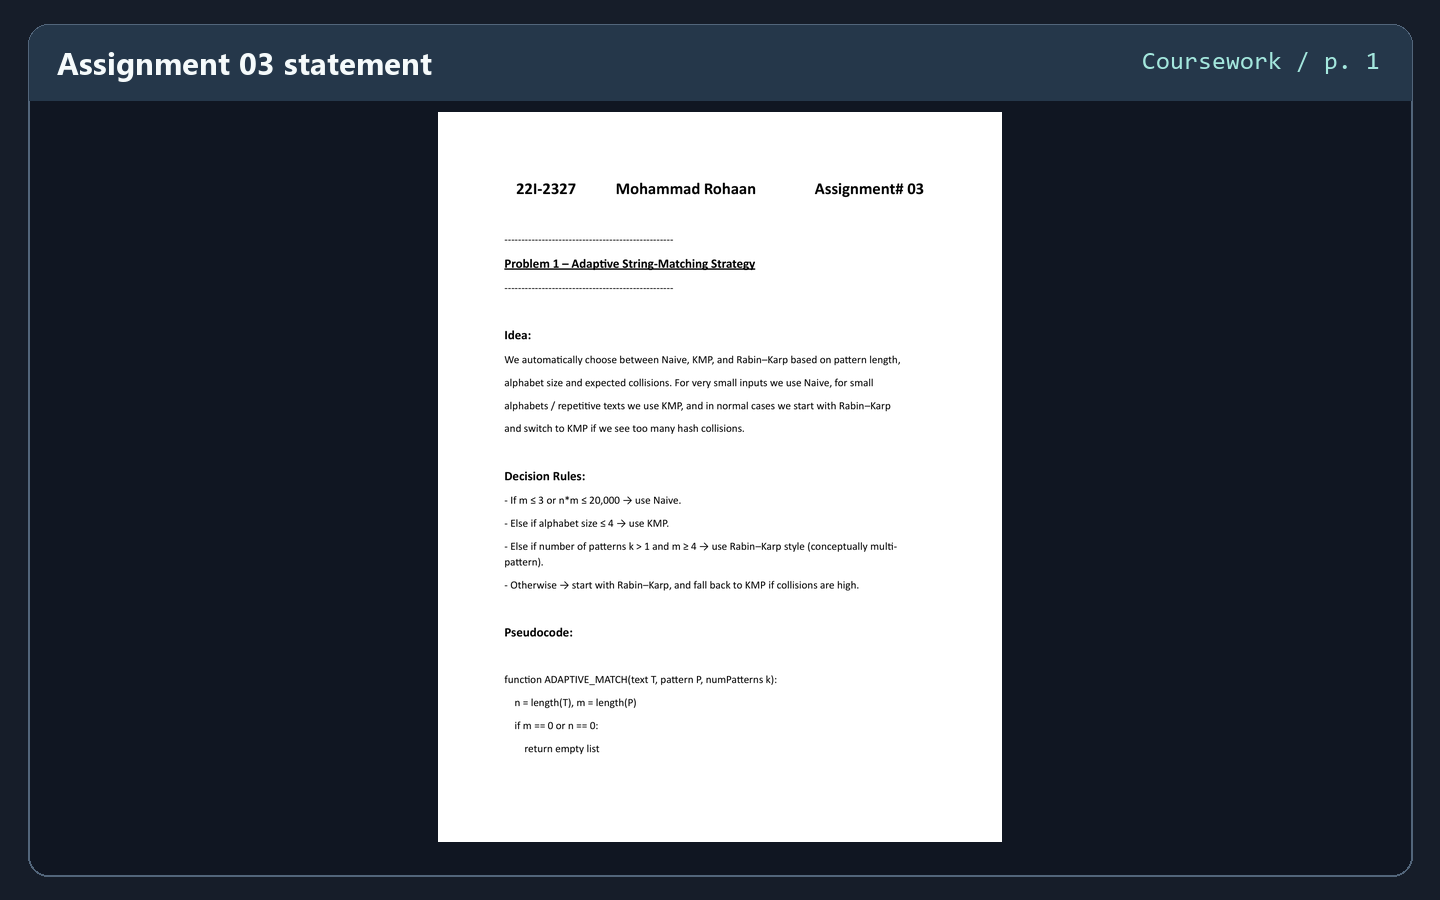 Assignment 03 statement
Coursework / p. 1
22I-2327 Mohammad Rohaan Assignment# 03
--------------------------------------------------
Problem 1 – Adaptive String-Matching Strategy
--------------------------------------------------
Idea:
We automatically choose between Naive, KMP, and Rabin–Karp based on pattern length,
alphabet size and expected collisions. For very small inputs we use Naive, for small
alphabets / repetitive texts we use KMP, and in normal cases we start with Rabin–Karp
and switch to KMP if we see too many hash collisions.
Decision Rules:
- If m ≤ 3 or n*m ≤ 20,000 → use Naive.
- Else if alphabet size ≤ 4 → use KMP.
- Else if number of patterns k > 1 and m ≥ 4 → use Rabin–Karp style (conceptually multi-
pattern).
- Otherwise → start with Rabin–Karp, and fall back to KMP if collisions are high.
Pseudocode:
function ADAPTIVE_MATCH(text T, pattern P, numPatterns k):
n = length(T), m = length(P)
if m == 0 or n == 0:
return empty list